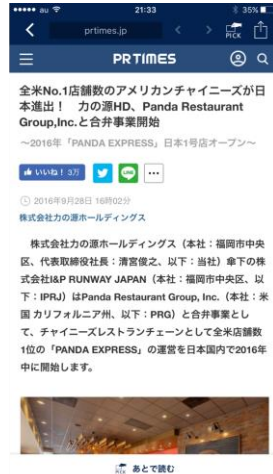 au 21:33 35%
prtimes.jp PICK
PR TIMES
全米No.1店舗数のアメリカンチャイニーズが日
本進出！ 力の源HD、Panda Restaurant
Group,Inc.と合弁事業開始
～2016年「PANDA EXPRESS」日本1号店オープン～
いいね！ 3万 LINE
2016年9月28日 16時02分
株式会社力の源ホールディングス
株式会社力の源ホールディングス（本社：福岡市中央
区、代表取締役社長：清宮俊之、以下：当社）傘下の株
式会社I&P RUNWAY JAPAN（本社：福岡市中央区、以
下：IPRJ）はPanda Restaurant Group, Inc.（本社：米
国 カリフォルニア州、以下：PRG）と合弁事業とし
て、チャイニーズレストランチェーンとして全米店舗数
1位の「PANDA EXPRESS」の運営を日本国内で2016年
中に開始します。
PICK あとで読む